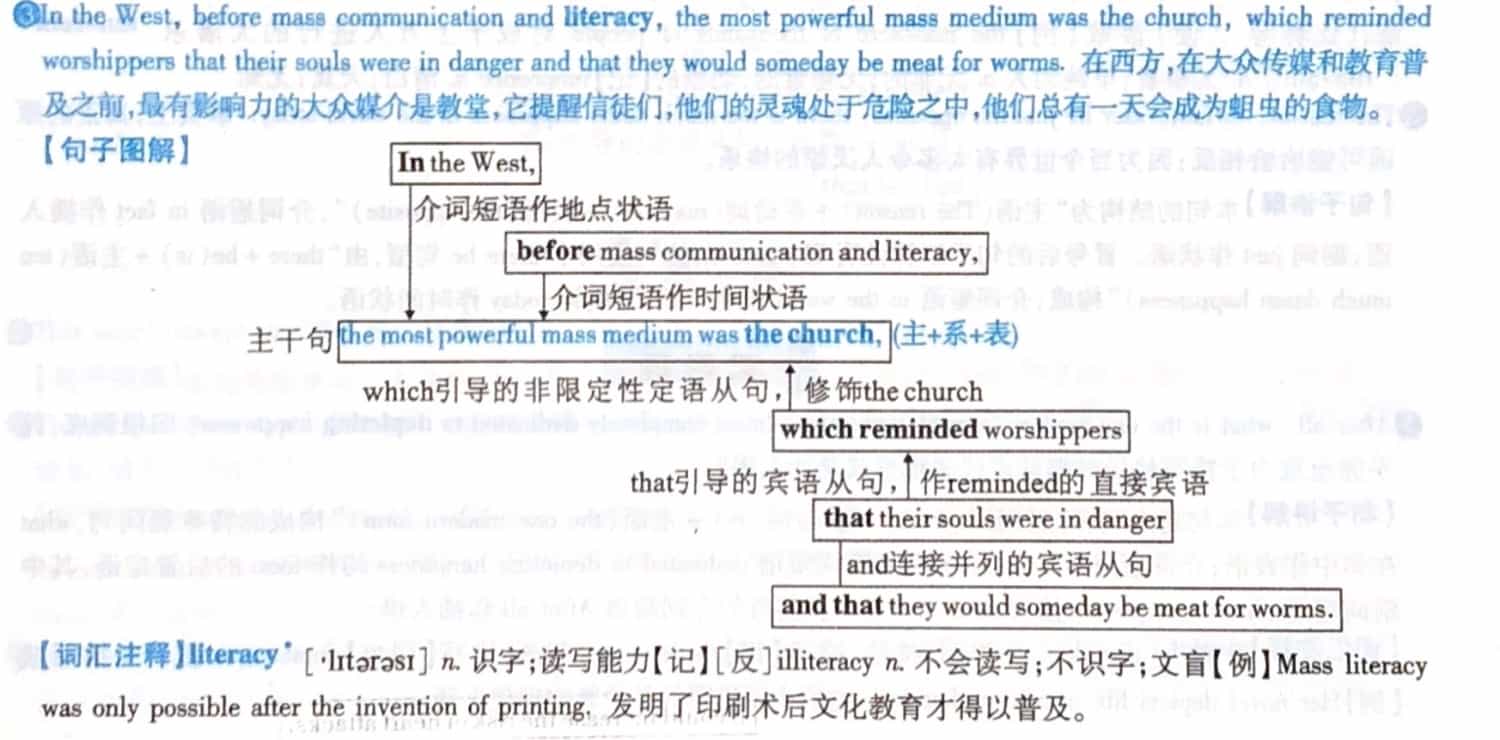 ③In the West, before mass communication and literacy, the most powerful mass medium was the church, which reminded
worshippers that their souls were in danger and that they would someday be meat for worms. 在西方,在大众传媒和教育普
及之前,最有影响力的大众媒介是教堂,它提醒信徒们,他们的灵魂处于危险之中,他们总有一天会成为蛆虫的食物。
【句子图解】
In the West,
介词短语作地点状语
before mass communication and literacy,
介词短语作时间状语
主干句 the most powerful mass medium was the church, (主+系+表)
which引导的非限定性定语从句, 修饰the church
which reminded worshippers
that引导的宾语从句, 作reminded的直接宾语
that their souls were in danger
and连接并列的宾语从句
and that they would someday be meat for worms.
【词汇注释】literacy* [ˈlɪtərəsɪ] n. 识字;读写能力【记】[反] illiteracy n. 不会读写;不识字;文盲【例】Mass literacy
was only possible after the invention of printing. 发明了印刷术后文化教育才得以普及。